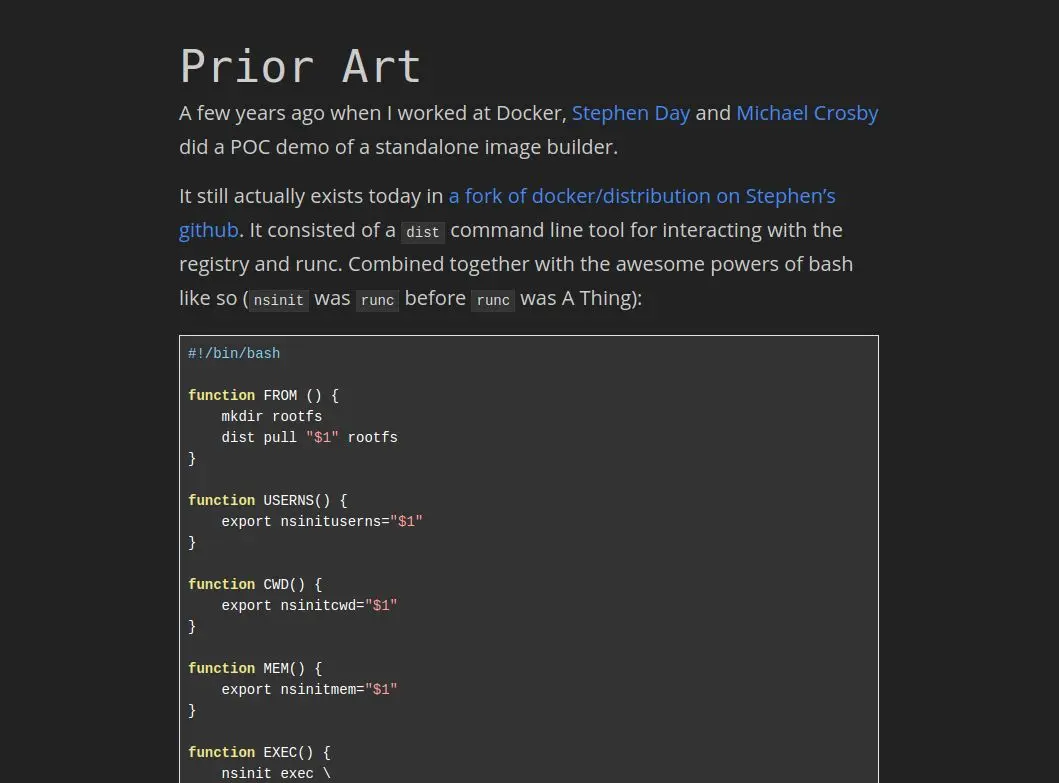 Prior Art
A few years ago when I worked at Docker, Stephen Day and Michael Crosby
did a POC demo of a standalone image builder.
It still actually exists today in a fork of docker/distribution on Stephen’s
github. It consisted of a dist command line tool for interacting with the
registry and runc. Combined together with the awesome powers of bash
like so (nsinit was runc before runc was A Thing):
#!/bin/bash
function FROM () {
    mkdir rootfs
    dist pull "$1" rootfs
}
function USERNS() {
    export nsinituserns="$1"
}
function CWD() {
    export nsinitcwd="$1"
}
function MEM() {
    export nsinitmem="$1"
}
function EXEC() {
    nsinit exec \